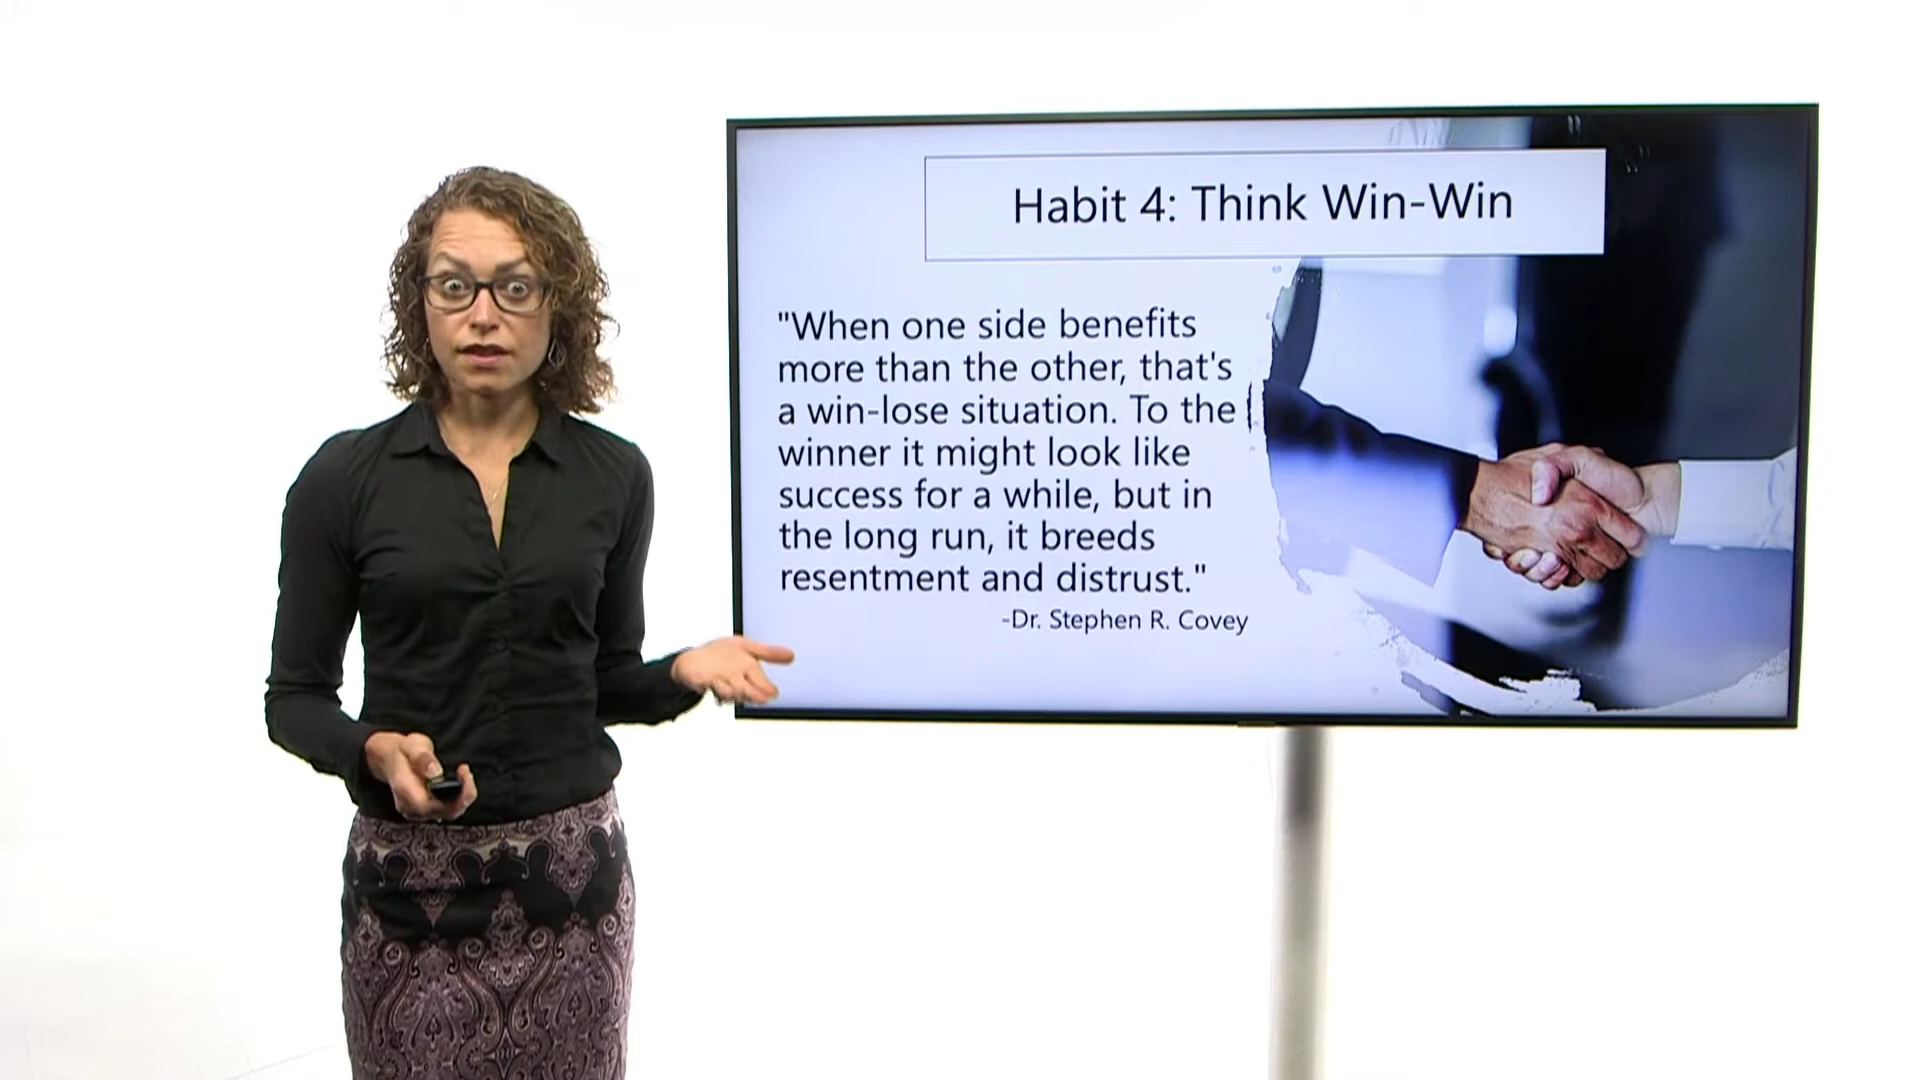 Habit 4: Think Win-Win
"When one side benefits
more than the other, that's
a win-lose situation. To the
winner it might look like
success for a while, but in
the long run, it breeds
resentment and distrust."
-Dr. Stephen R. Covey